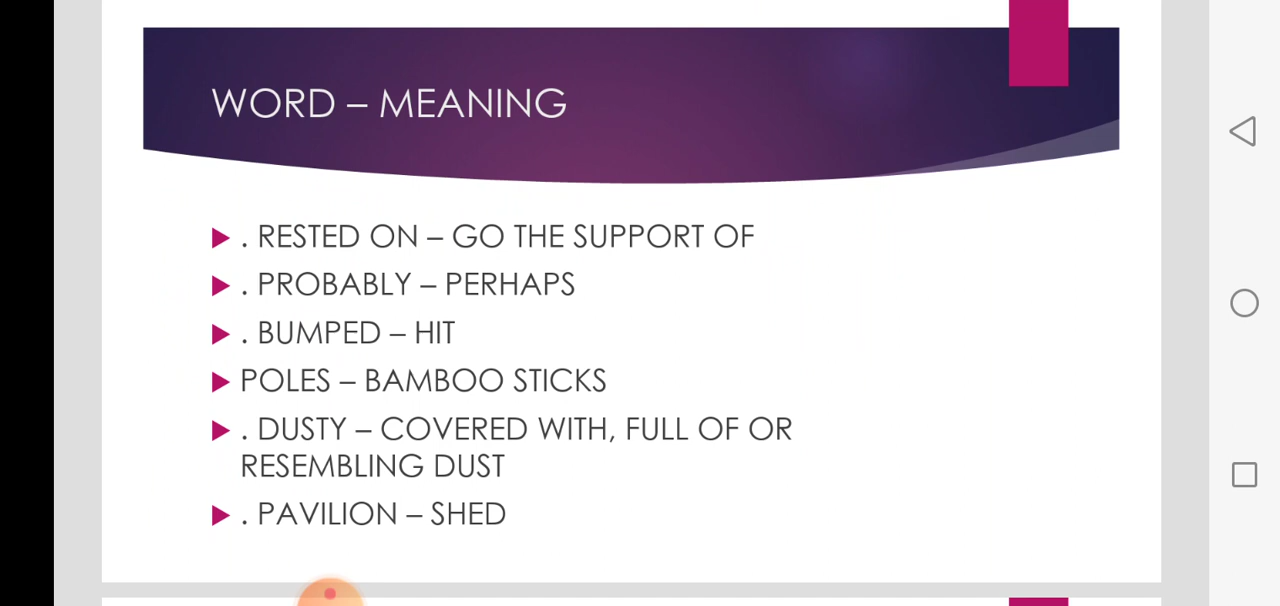 WORD – MEANING
. RESTED ON – GO THE SUPPORT OF
. PROBABLY – PERHAPS
. BUMPED – HIT
POLES – BAMBOO STICKS
. DUSTY – COVERED WITH, FULL OF OR
RESEMBLING DUST
. PAVILION – SHED